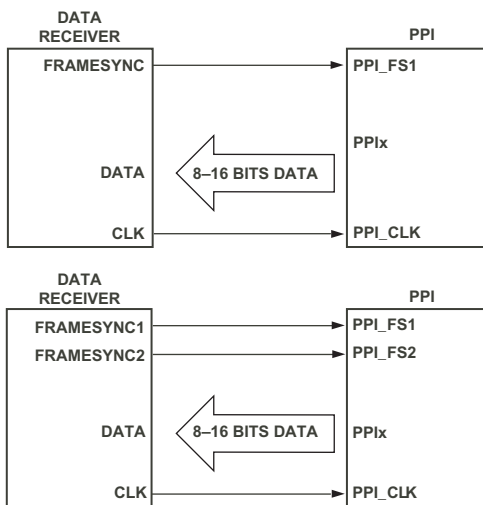 DATA
RECEIVER
PPI
FRAMESYNC
PPI_FS1
PPIx
DATA
8–16 BITS DATA
CLK
PPI_CLK
DATA
RECEIVER
PPI
FRAMESYNC1
PPI_FS1
FRAMESYNC2
PPI_FS2
DATA
8–16 BITS DATA
PPIx
CLK
PPI_CLK